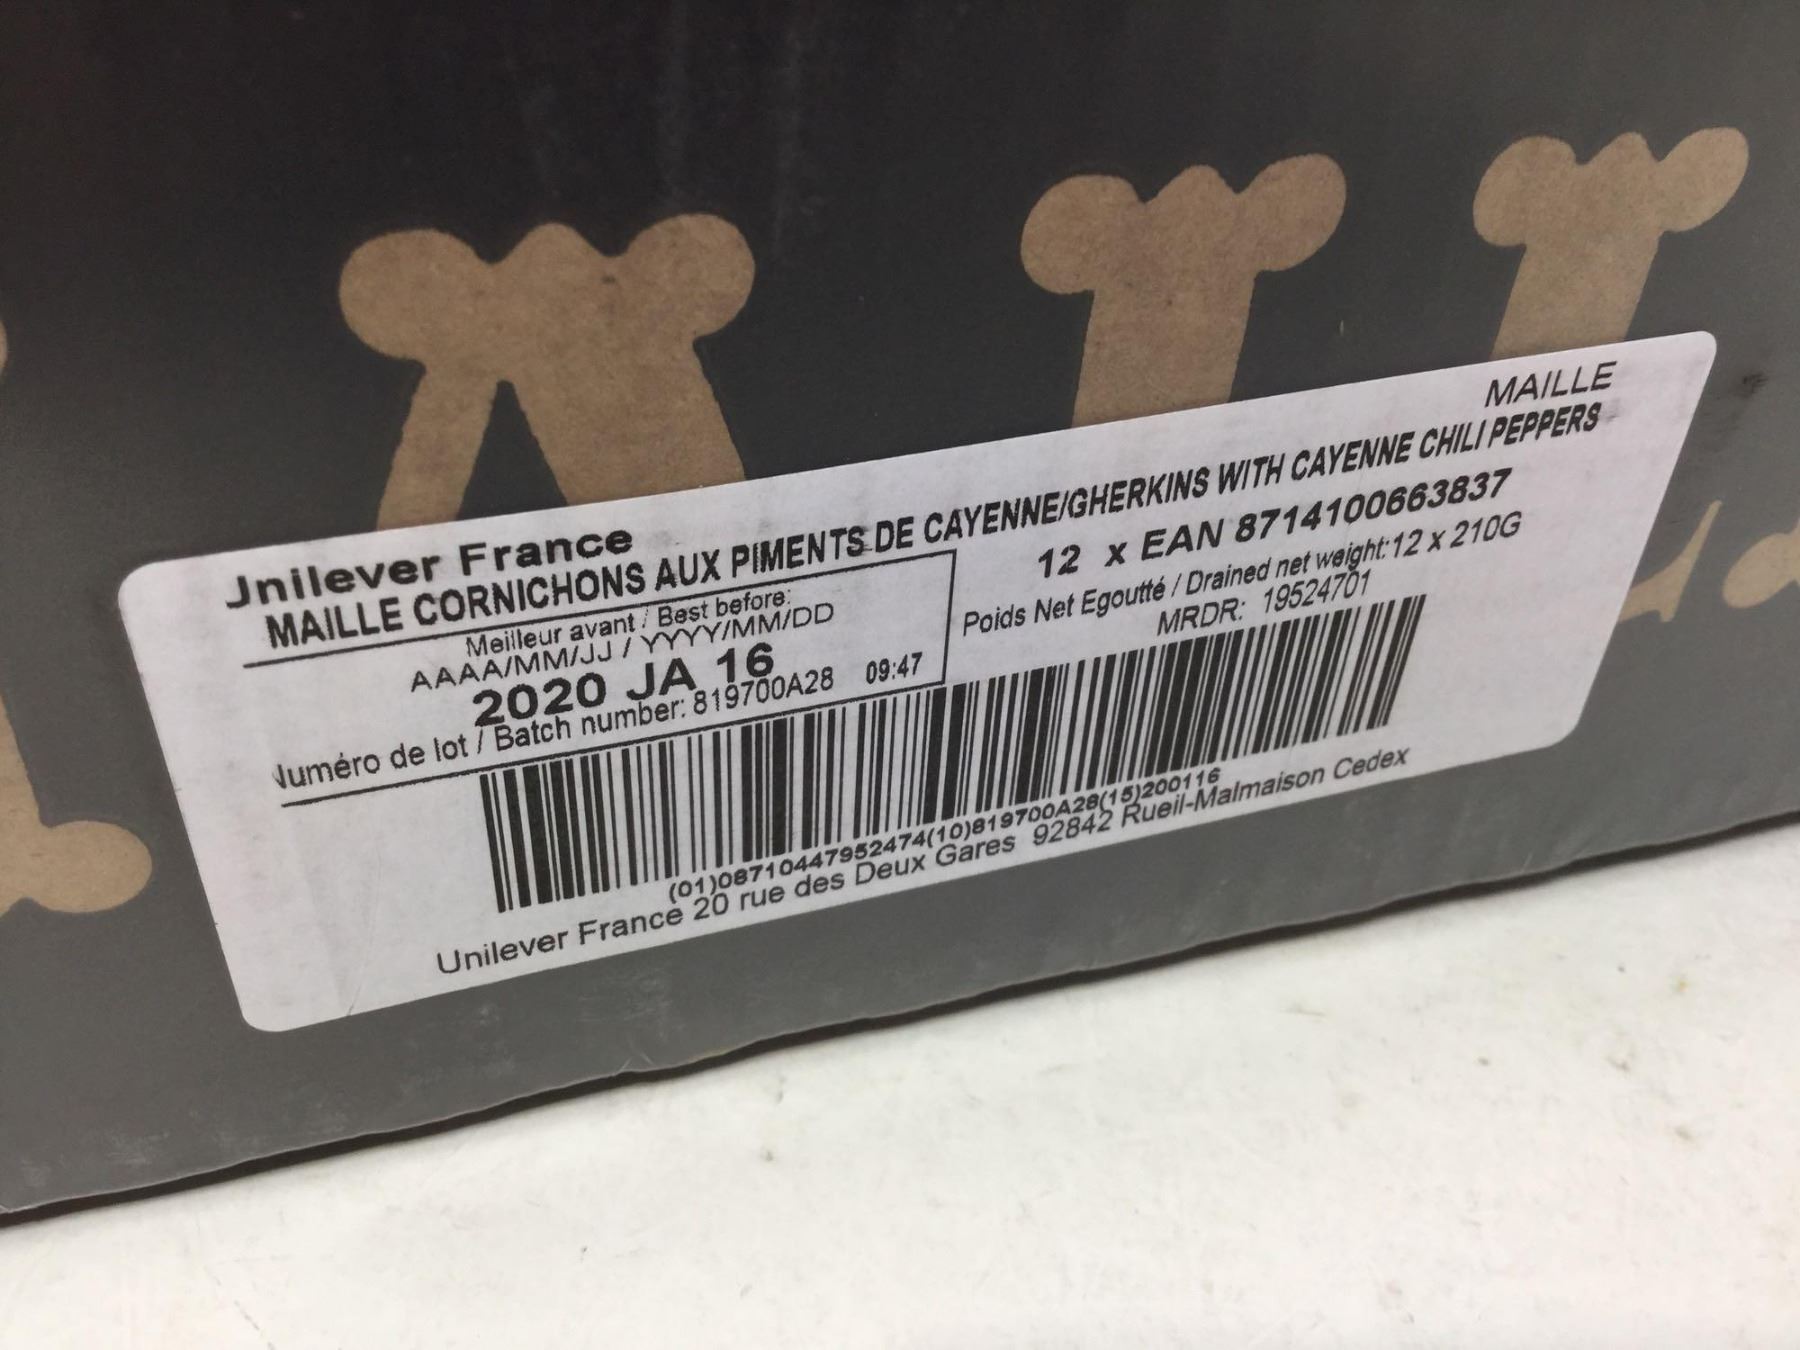 MAILLE
Jnilever France
MAILLE CORNICHONS AUX PIMENTS DE CAYENNE/GHERKINS WITH CAYENNE CHILI PEPPERS
Meilleur avant / Best before:
AAAA/MM/JJ / YYYY/MM/DD
2020 JA 16
Numéro de lot / Batch number: 819700A28 09:47
12 x EAN 8714100663837
Poids Net Egoutté / Drained net weight:12 x 210G
MRDR: 19524701
(01)08710447952474(10)819700A28(15)200116
Unilever France 20 rue des Deux Gares 92842 Rueil-Malmaison Cedex